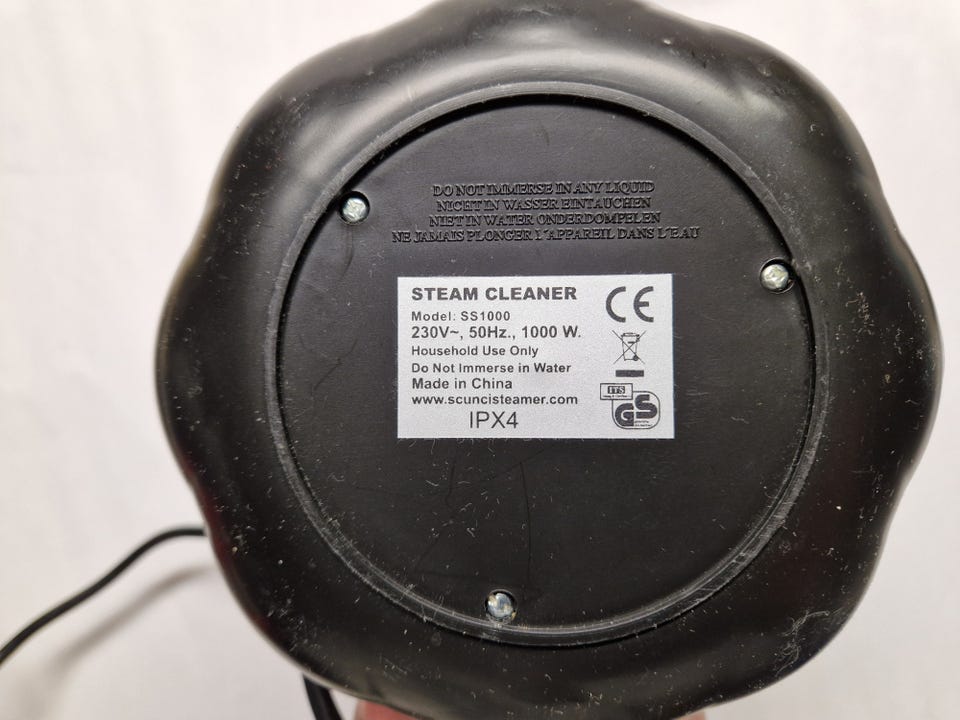 DO NOT IMMERSE IN ANY LIQUID
NICHT IN WASSER EINTAUCHEN
NIET IN WATER ONDERDOMPELEN
NE JAMAIS PLONGER L'APPAREIL DANS L'EAU
STEAM CLEANER
Model: SS1000
230V~, 50Hz., 1000 W.
Household Use Only
Do Not Immerse in Water
Made in China
www.scuncisteamer.com
IPX4
CE
ITS
GS